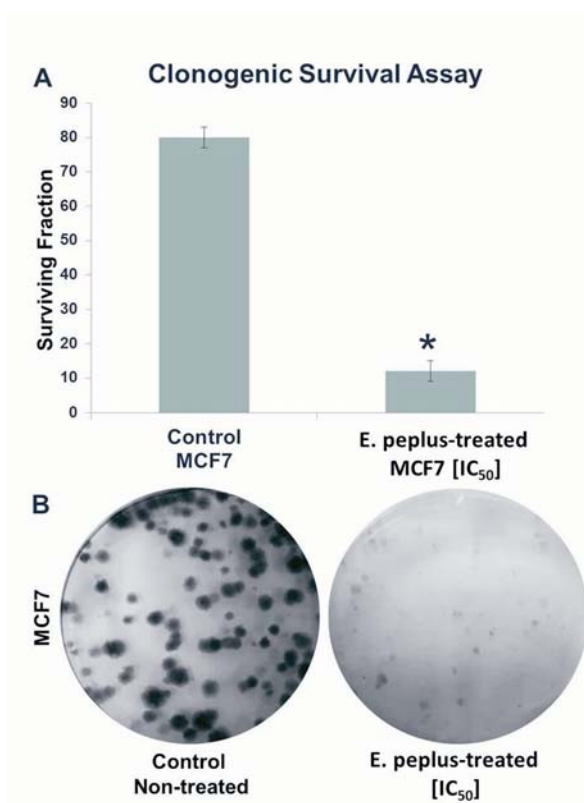 A
Clonogenic Survival Assay
Surviving Fraction
90
80
70
60
50
40
30
20
10
0
*
Control
MCF7
E. peplus-treated
MCF7 [IC₅₀]
B
MCF7
Control
Non-treated
E. peplus-treated
[IC₅₀]